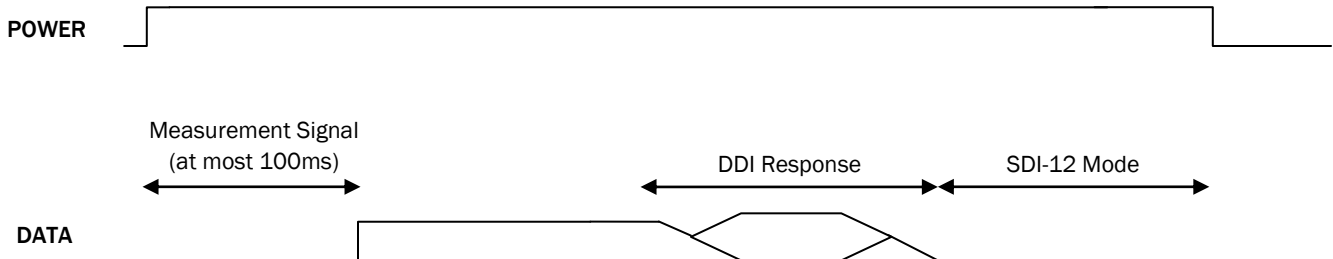 POWER
Measurement Signal
(at most 100ms)
DDI Response
SDI-12 Mode
DATA